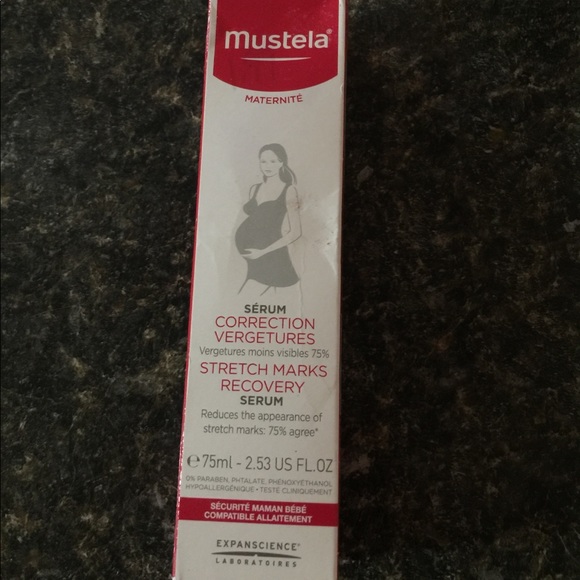 mustela®
MATERNITÉ
SÉRUM
CORRECTION
VERGETURES
Vergetures moins visibles 75%
STRETCH MARKS
RECOVERY
SERUM
Reduces the appearance of
stretch marks: 75% agree*
℮75ml - 2.53 US FL.OZ
0% PARABEN, PHTALATE, PHENOXYETHANOL
HYPOALLERGÉNIQUE • TESTÉ CLINIQUEMENT
SÉCURITÉ MAMAN BÉBÉ
COMPATIBLE ALLAITEMENT
EXPANSCIENCE®
LABORATOIRES